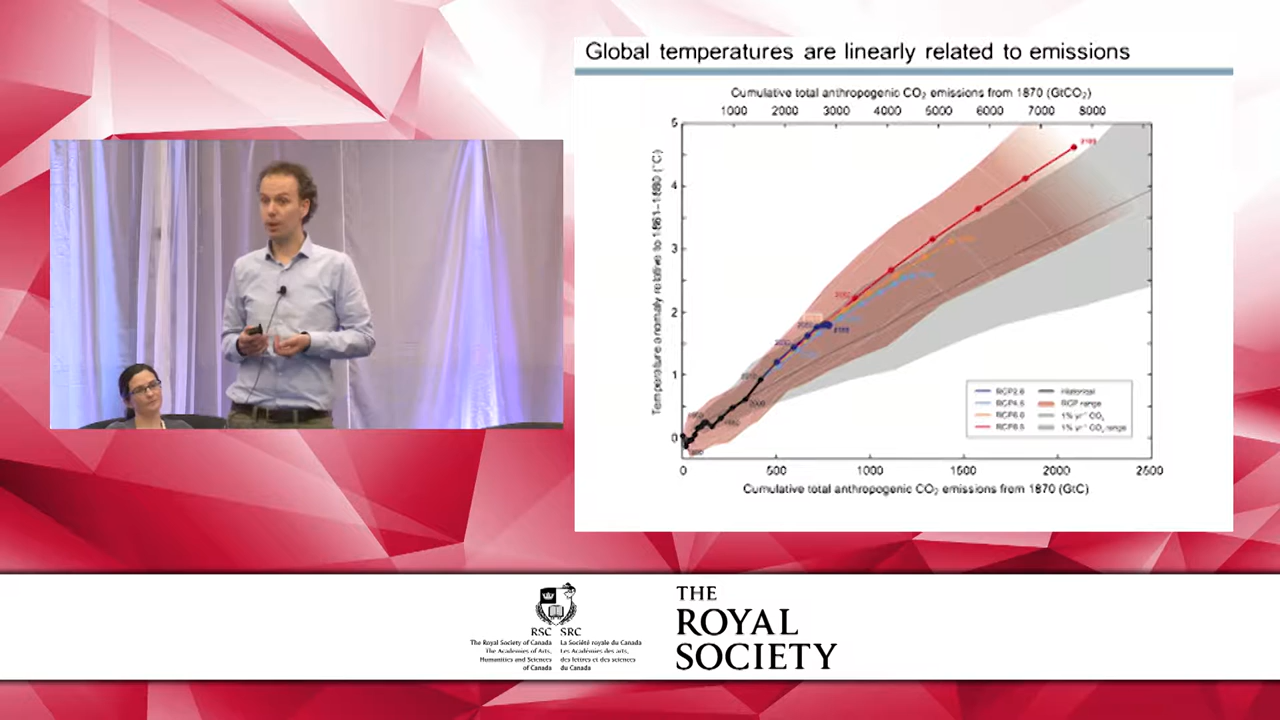 Global temperatures are linearly related to emissions
Cumulative total anthropogenic CO₂ emissions from 1870 (GtCO₂)
1000 2000 3000 4000 5000 6000 7000 8000
Temperature anomaly relative to 1861–1880 (°C)
5
4
3
2
1
0
0 500 1000 1500 2000 2500
Cumulative total anthropogenic CO₂ emissions from 1870 (GtC)
RCP2.6 Historical
RCP4.5 RCP range
RCP6.0 1% yr⁻¹ CO₂
RCP8.5 1% yr⁻¹ CO₂ range
RSC SRC
The Royal Society of Canada La Société royale du Canada
The Academies of Arts, Les Académies des arts,
Humanities and Sciences des lettres et des sciences
of Canada du Canada
THE
ROYAL
SOCIETY